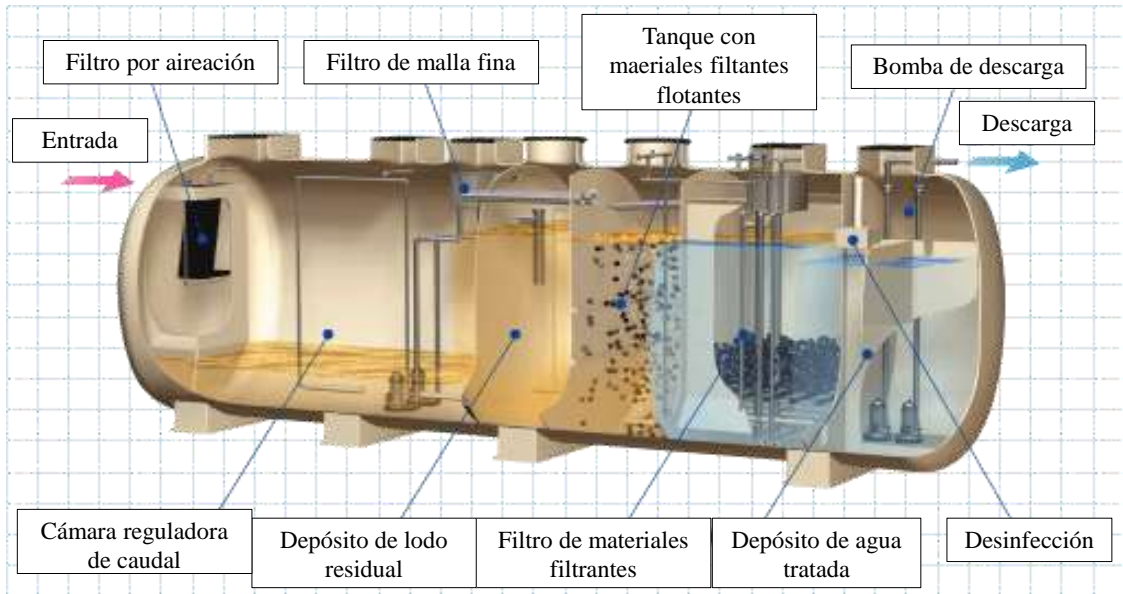 Filtro por aireación
Filtro de malla fina
Tanque con
maeriales filtantes
flotantes
Bomba de descarga
Entrada
Descarga
Cámara reguladora
de caudal
Depósito de lodo
residual
Filtro de materiales
filtrantes
Depósito de agua
tratada
Desinfección